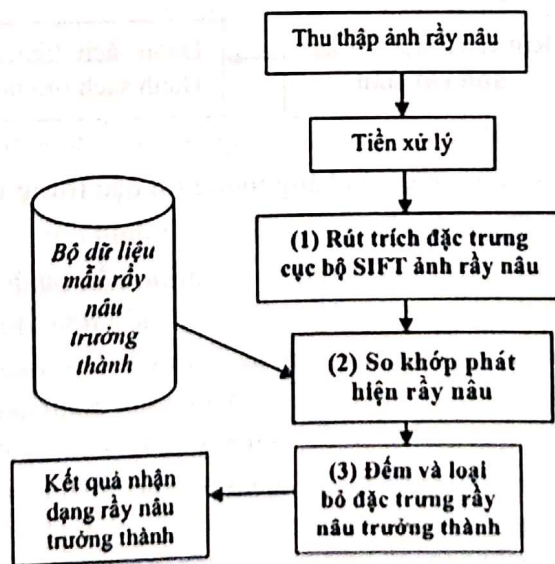 Thu thập ảnh rầy nâu
Tiền xử lý
(1) Rút trích đặc trưng
cục bộ SIFT ảnh rầy nâu
Bộ dữ liệu
mẫu rầy
nâu
trưởng
thành
(2) So khớp phát
hiện rầy nâu
(3) Đếm và loại
bỏ đặc trưng rầy
nâu trưởng thành
Kết quả nhận
dạng rầy nâu
trưởng thành